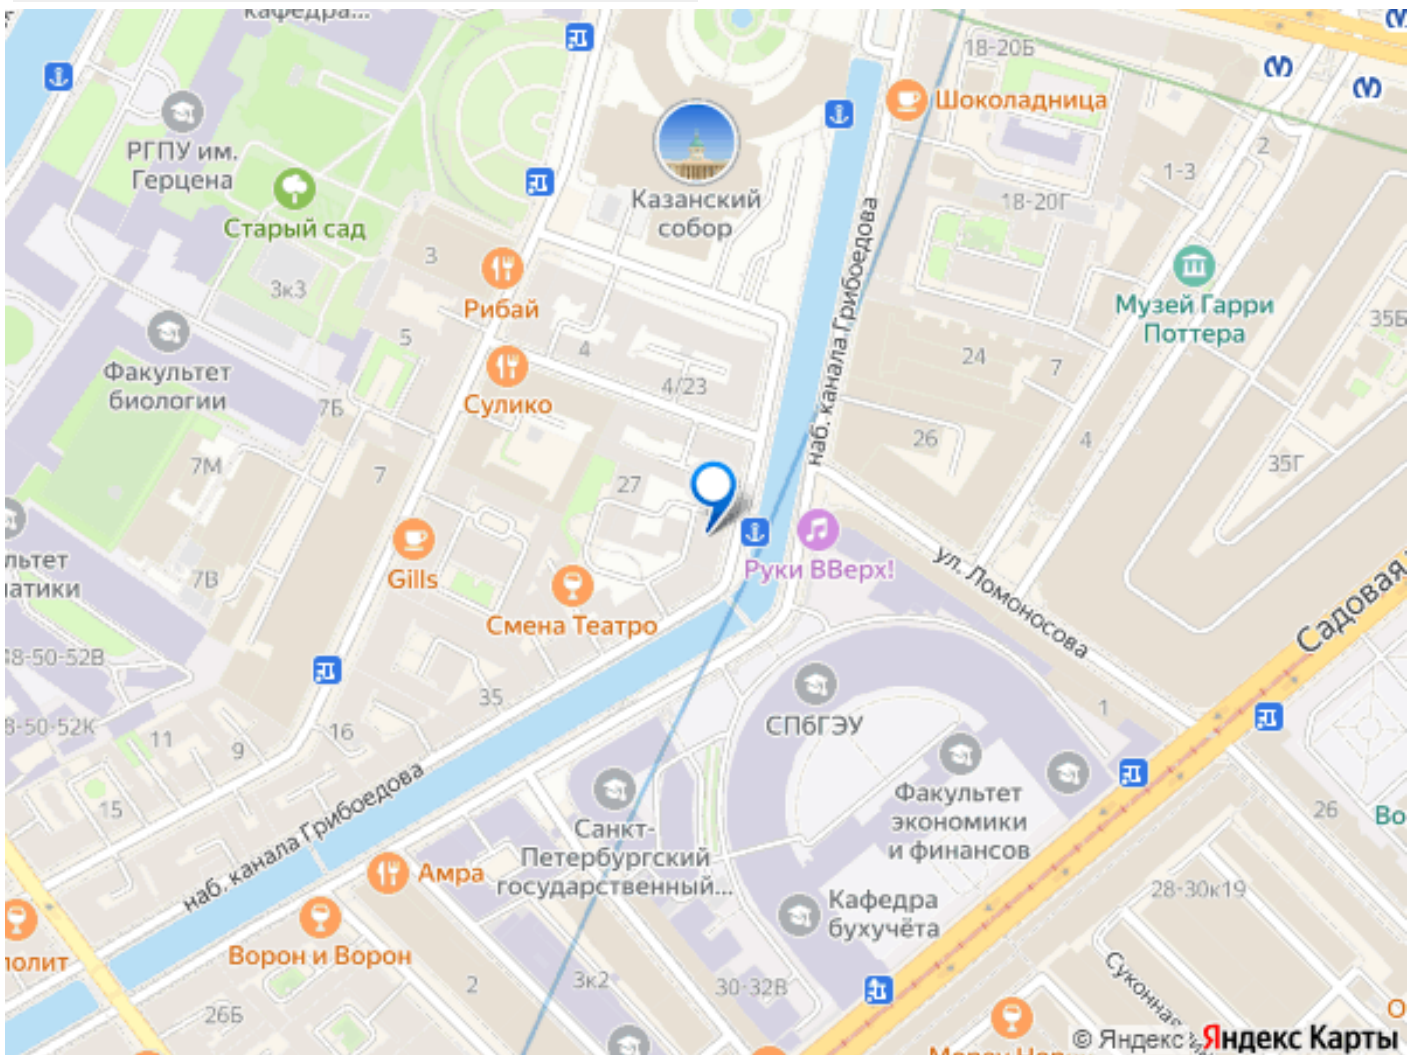 кафедра...
18-20Б
Шоколадница
РГПУ им.
Герцена
2
1-3
Казанский
собор
18-20Г
Старый сад
3
наб. канала Грибоедова
3к3
Рибай
Музей Гарри
Поттера
35Б
5
4
24
7
Факультет
биологии
4/23
Сулико
7Б
26
4
7М
7
27
35Г
Gills
7В
Руки ВВерх!
ул. Ломоносова
Садовая
Смена Театро
35
СПбГЭУ
1
16
11
9
наб. канала Грибоедова
15
Факультет
экономики
и финансов
26
Санкт-
Петербургский
государственный...
Амра
28-30к19
Кафедра
бухучёта
Ворон и Ворон
2
3к2
30-32В
26Б
Суконная
© Яндекс
Яндекс Карты